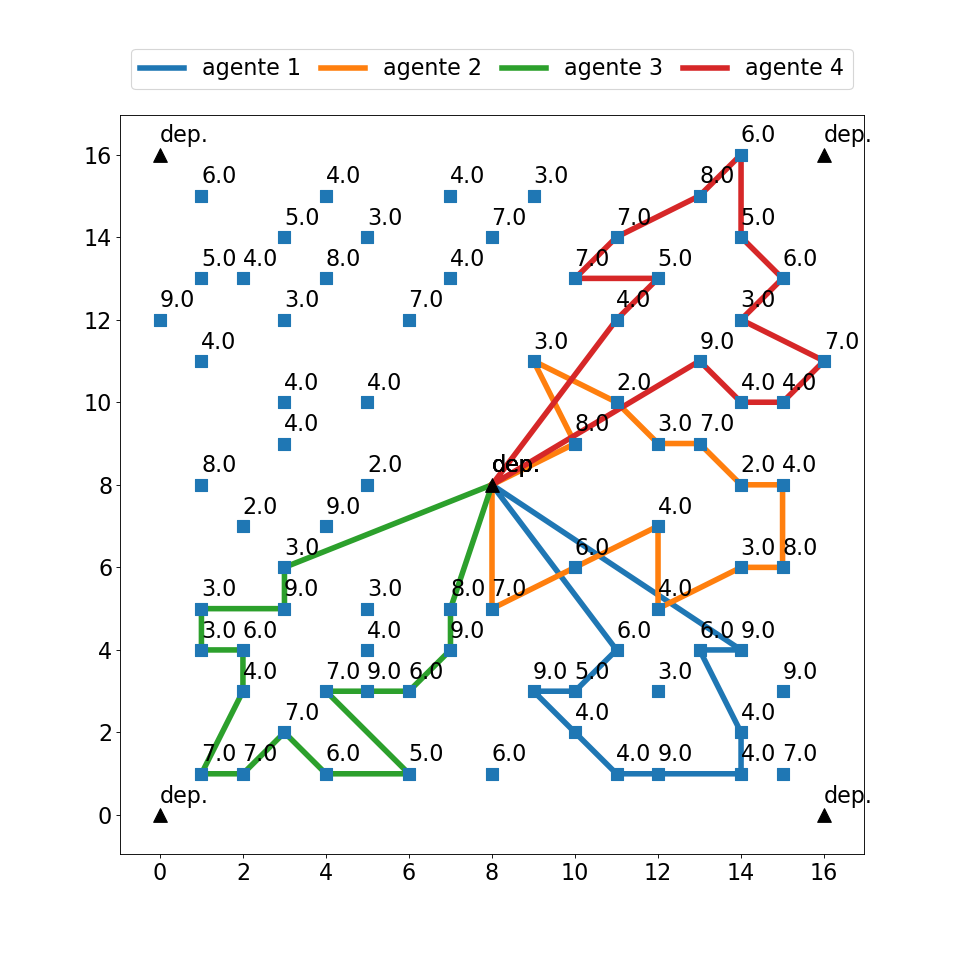 agente 1 agente 2 agente 3 agente 4
dep. 6.0 dep.
16
6.0 4.0 4.0 3.0 8.0
5.0 3.0 7.0 7.0 5.0
14
5.0 4.0 8.0 4.0 7.0 5.0 6.0
9.0 3.0 7.0 4.0 3.0
12
4.0 3.0 9.0 7.0
4.0 4.0 2.0 4.0 4.0
10
4.0 8.0 3.0 7.0
8.0 2.0 dep. dep. 2.0 4.0
8
2.0 9.0 4.0
3.0 6.0 3.0 8.0
6
3.0 9.0 3.0 8.0 7.0 4.0
3.0 6.0 4.0 9.0 6.0 6.0 9.0
4
4.0 7.0 9.0 6.0 9.0 5.0 3.0 9.0
7.0 4.0 4.0
2
7.0 7.0 6.0 5.0 6.0 4.0 9.0 4.0 7.0
dep. dep.
0
0 2 4 6 8 10 12 14 16